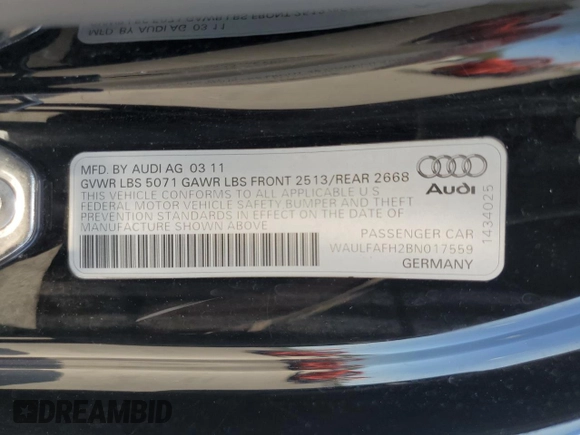 MFD. BY AUDI AG 03 11
GVWR LBS 5071 GAWR LBS FRONT 2513/REAR 2668
THIS VEHICLE CONFORMS TO ALL APPLICABLE U S
FEDERAL MOTOR VEHICLE SAFETY BUMPER AND THEFT
PREVENTION STANDARDS IN EFFECT ON THE DATE OF
MANUFACTURE SHOWN ABOVE
Audi
PASSENGER CAR
WAULFAFH2BN017559
GERMANY
1434025
DREAMBID